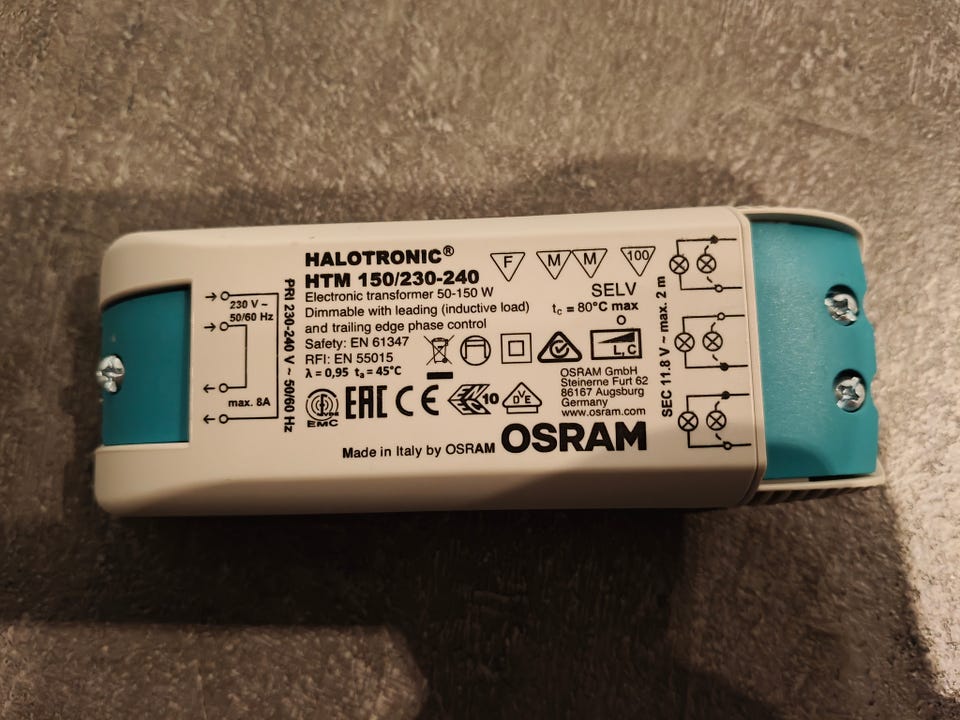 HALOTRONIC®
HTM 150/230-240
Electronic transformer 50-150 W
Dimmable with leading (inductive load)
and trailing edge phase control
Safety: EN 61347
RFI: EN 55015
λ = 0,95 ta = 45°C
F
M M
100
SELV
tc = 80°C max
L,C
PRI 230-240 V ~ 50/60 Hz
230 V ~
50/60 Hz
max. 8A
EMC
EAC
CE
10
DVE
OSRAM GmbH
Steinerne Furt 62
86167 Augsburg
Germany
www.osram.com
Made in Italy by OSRAM
OSRAM
SEC 11.8 V ~ max. 2 m